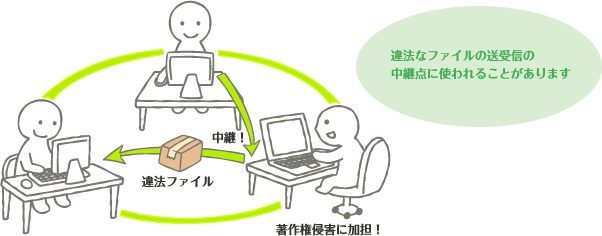 違法なファイルの送受信の
中継点に使われることがあります
中継！
違法ファイル
著作権侵害に加担！